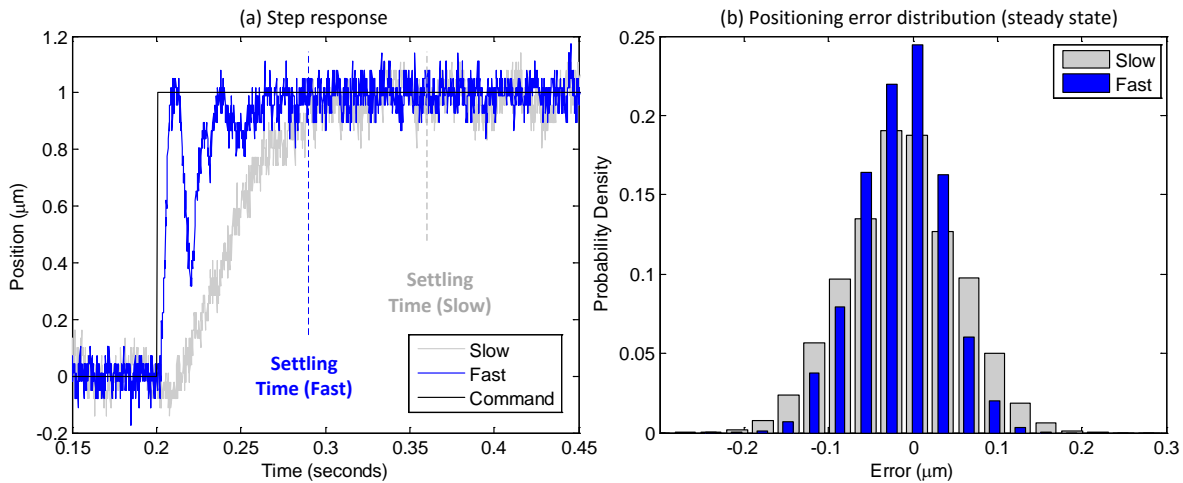 (a) Step response
1.2
1
0.8
0.6
0.4
0.2
0
-0.2
Position (μm)
0.15
0.2
0.25
0.3
0.35
0.4
0.45
Time (seconds)
Settling
Time (Fast)
Settling
Time (Slow)
Slow
Fast
Command
(b) Positioning error distribution (steady state)
0.25
0.2
0.15
0.1
0.05
0
Probability Density
-0.2
-0.1
0
0.1
0.2
0.3
Error (μm)
Slow
Fast